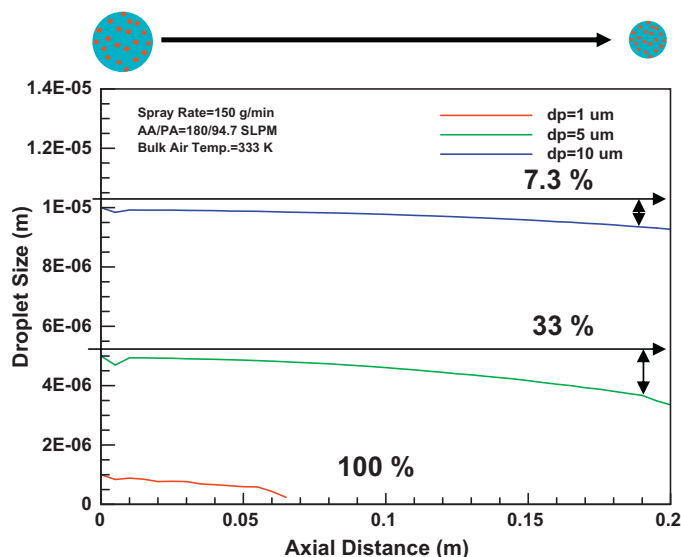 1.4E-05
1.2E-05
1E-05
8E-06
6E-06
4E-06
2E-06
0
Droplet Size (m)
Spray Rate=150 g/min
AA/PA=180/94.7 SLPM
Bulk Air Temp.=333 K
dp=1 um
dp=5 um
dp=10 um
7.3 %
33 %
100 %
0
0.05
0.1
0.15
0.2
Axial Distance (m)